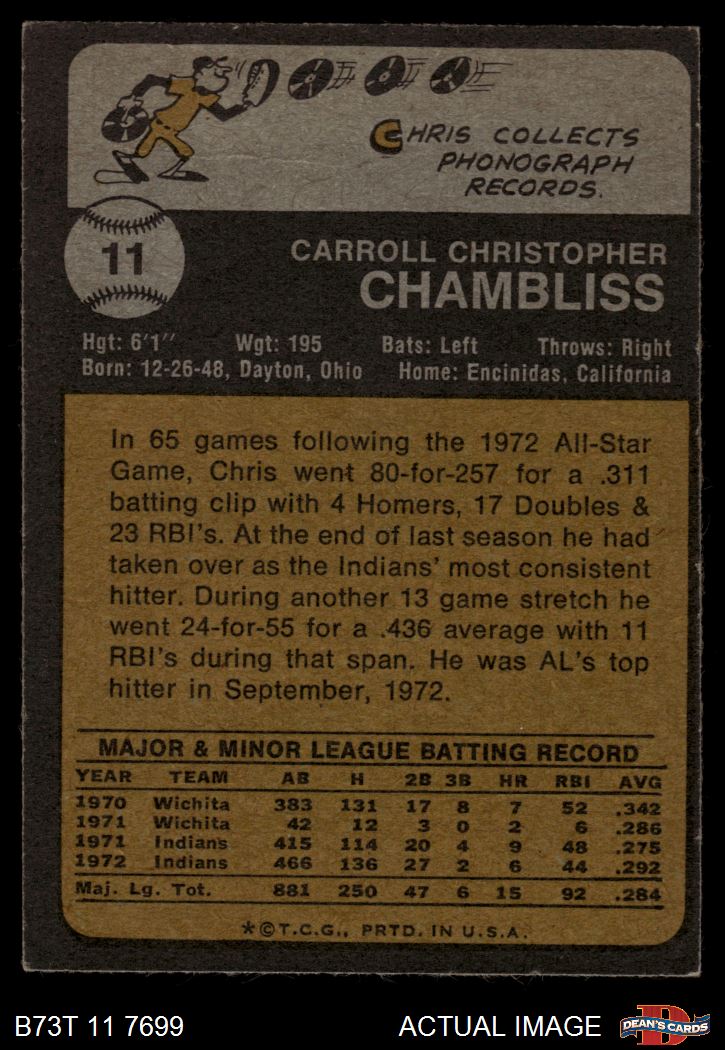 CHRIS COLLECTS
PHONOGRAPH
RECORDS.
11
CARROLL CHRISTOPHER
CHAMBLISS
Hgt: 6'1" Wgt: 195 Bats: Left Throws: Right
Born: 12-26-48, Dayton, Ohio Home: Encinidas, California
In 65 games following the 1972 All-Star
Game, Chris went 80-for-257 for a .311
batting clip with 4 Homers, 17 Doubles &
23 RBI's. At the end of last season he had
taken over as the Indians' most consistent
hitter. During another 13 game stretch he
went 24-for-55 for a .436 average with 11
RBI's during that span. He was AL's top
hitter in September, 1972.
MAJOR & MINOR LEAGUE BATTING RECORD
YEAR TEAM AB H 2B 3B HR RBI AVG
1970 Wichita 383 131 17 8 7 52 .342
1971 Wichita 42 12 3 0 2 6 .286
1971 Indians 415 114 20 4 9 48 .275
1972 Indians 466 136 27 2 6 44 .292
Maj. Lg. Tot. 881 250 47 6 15 92 .284
*©T.C.G., PRTD. IN U.S.A.
B73T 11 7699 ACTUAL IMAGE D DEAN'S CARDS